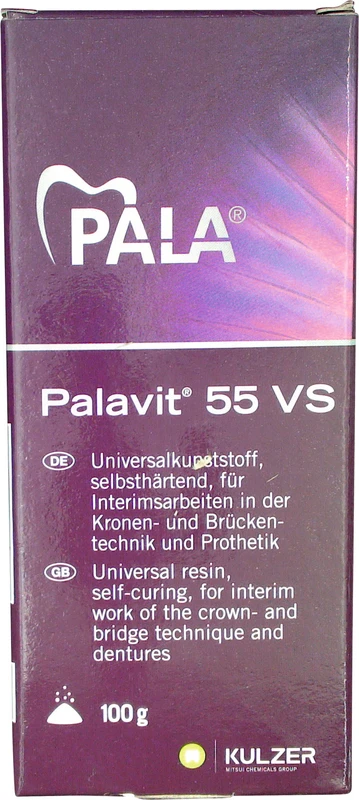 PALA®
Palavit® 55 VS
DE Universalkunststoff,
selbsthärtend, für
Interimsarbeiten in der
Kronen- und Brücken-
technik und Prothetik
GB Universal resin,
self-curing, for interim
work of the crown- and
bridge technique and
dentures
100 g
KULZER
MITSUI CHEMICALS GROUP